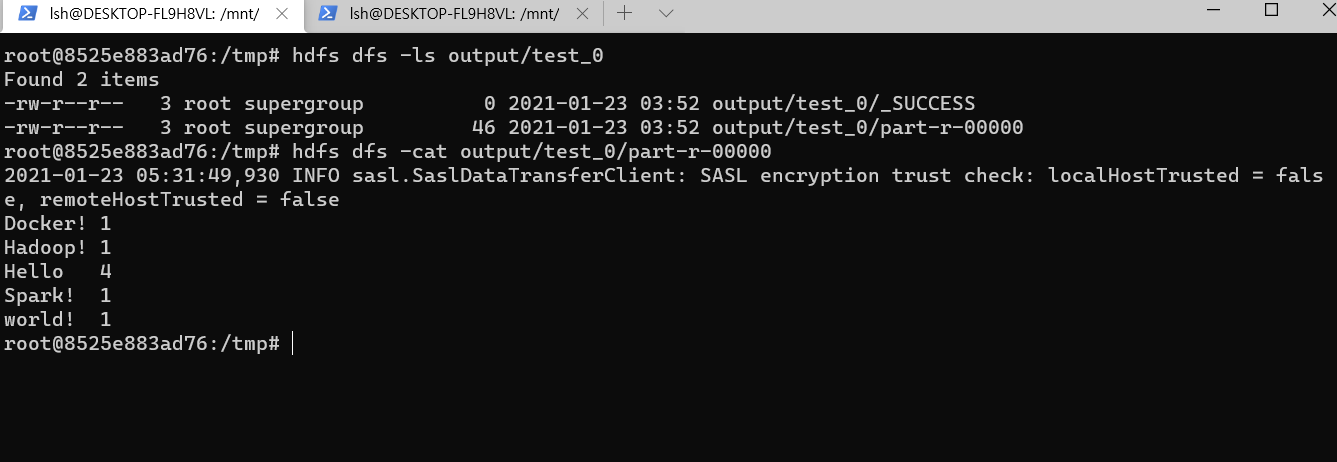 lsh@DESKTOP-FL9H8VL: /mnt/ lsh@DESKTOP-FL9H8VL: /mnt/
root@8525e883ad76:/tmp# hdfs dfs -ls output/test_0
Found 2 items
-rw-r--r--   3 root supergroup          0 2021-01-23 03:52 output/test_0/_SUCCESS
-rw-r--r--   3 root supergroup         46 2021-01-23 03:52 output/test_0/part-r-00000
root@8525e883ad76:/tmp# hdfs dfs -cat output/test_0/part-r-00000
2021-01-23 05:31:49,930 INFO sasl.SaslDataTransferClient: SASL encryption trust check: localHostTrusted = fals
e, remoteHostTrusted = false
Docker! 1
Hadoop! 1
Hello   4
Spark!  1
world!  1
root@8525e883ad76:/tmp#